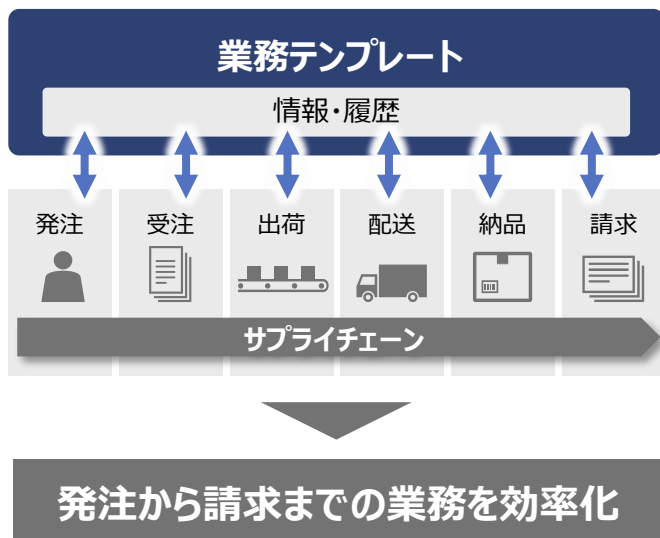 業務テンプレート
情報・履歴
発注 受注 出荷 配送 納品 請求
サプライチェーン
発注から請求までの業務を効率化